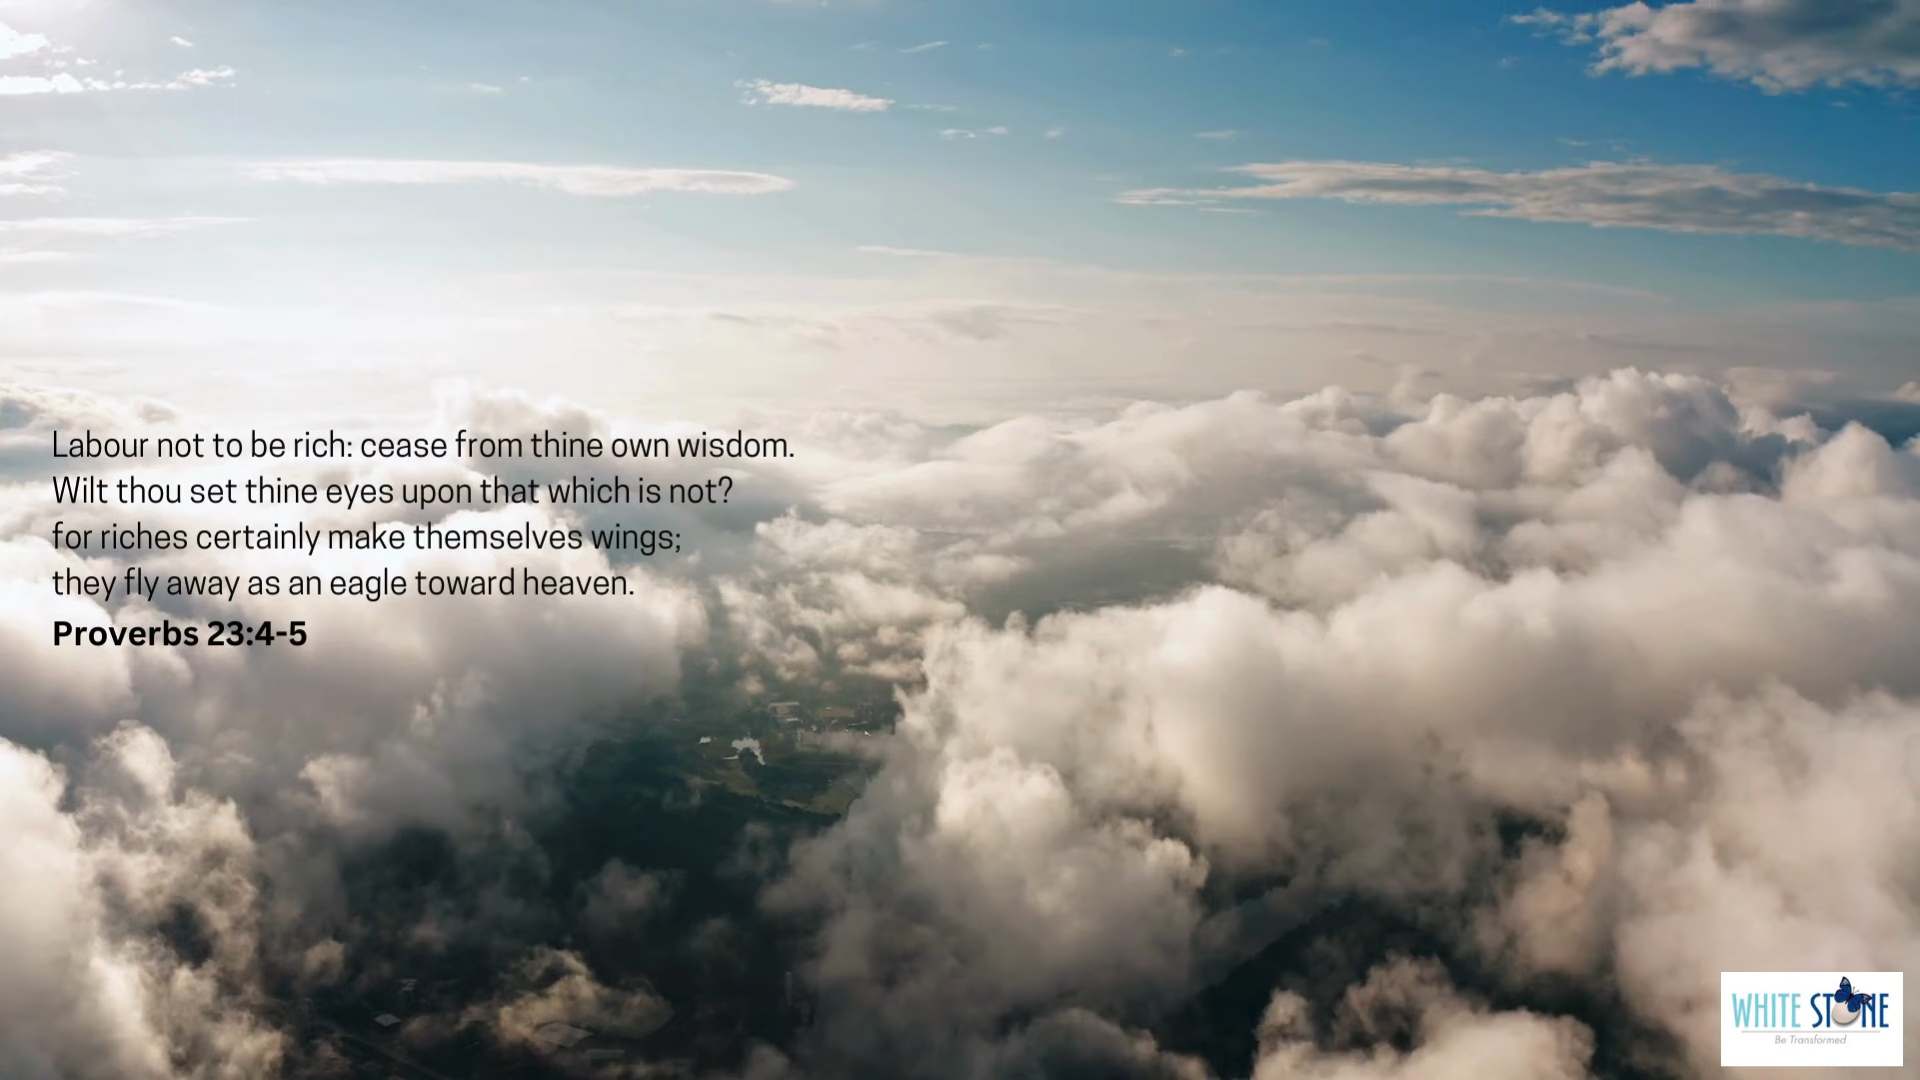 Labour not to be rich: cease from thine own wisdom.
Wilt thou set thine eyes upon that which is not?
for riches certainly make themselves wings;
they fly away as an eagle toward heaven.
Proverbs 23:4-5
WHITE STONE
Be Transformed